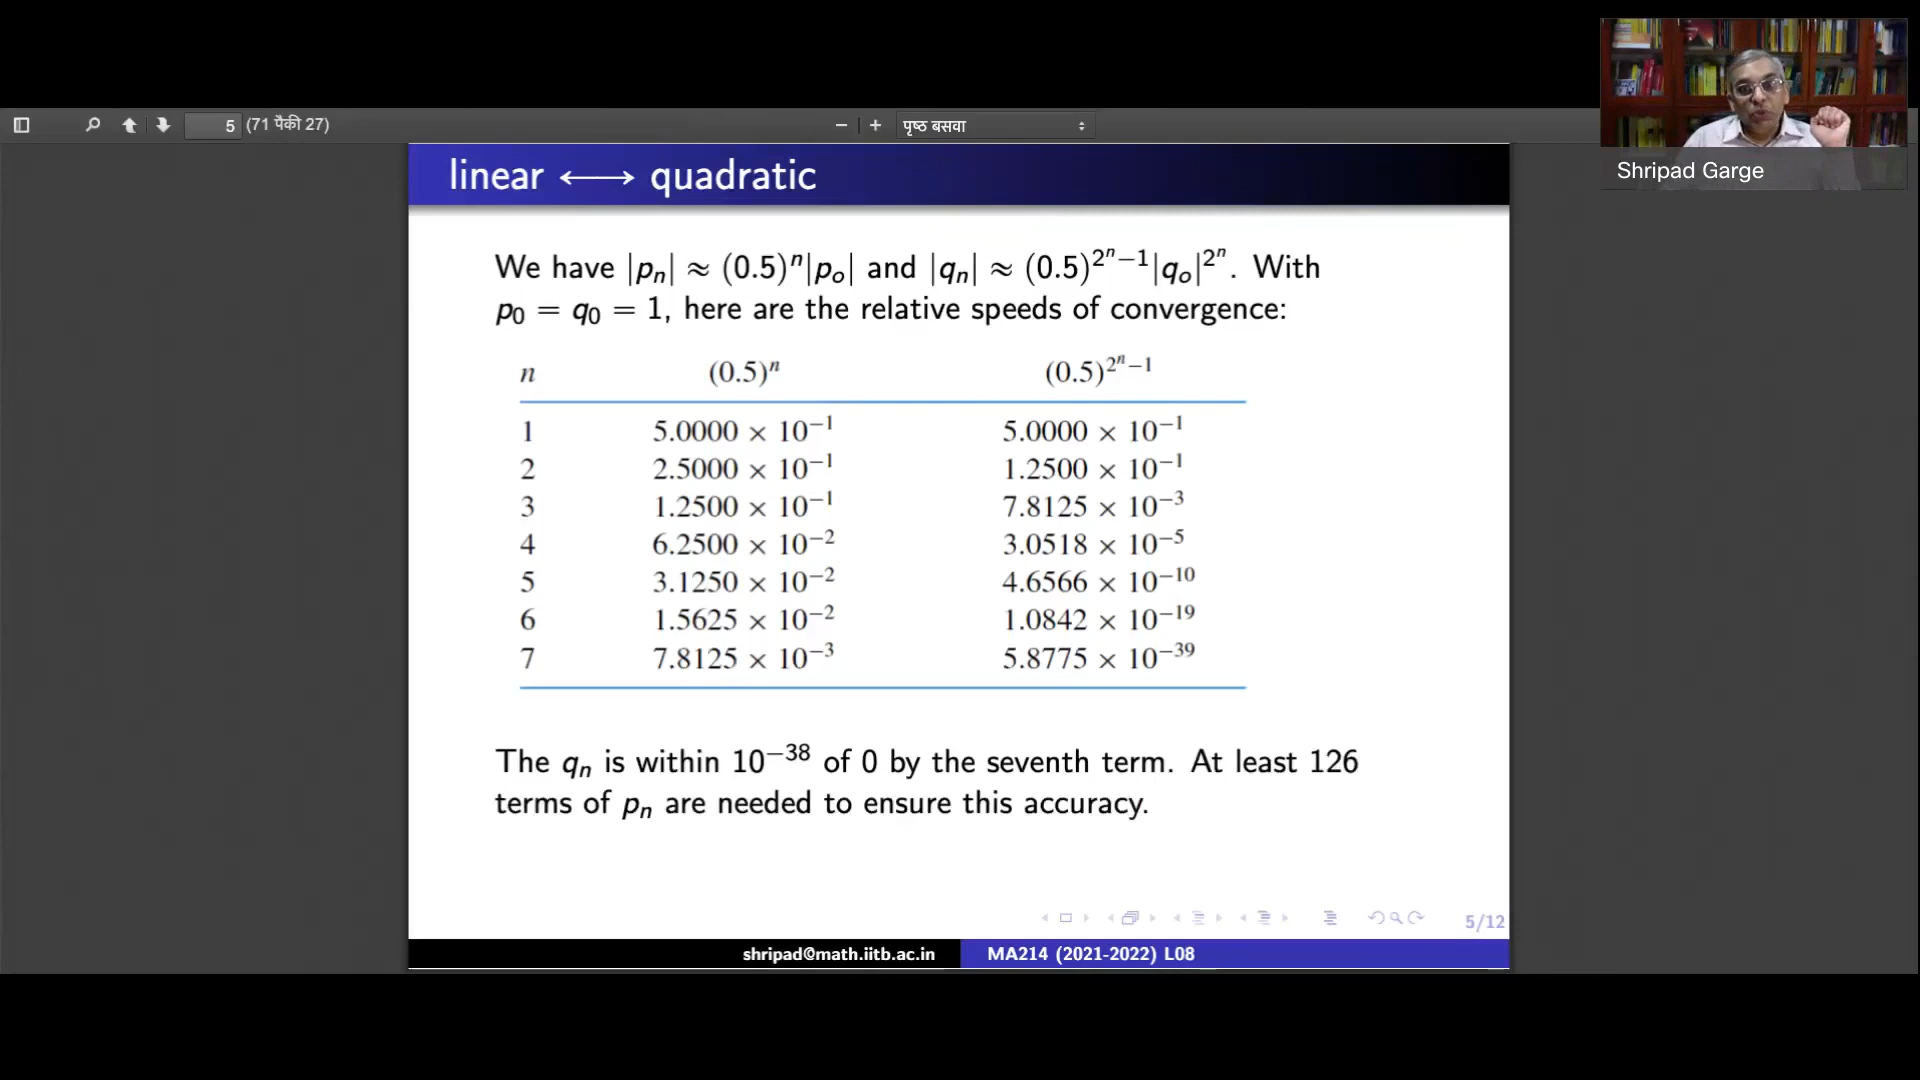 5 (71 पैकी 27)
− + पृष्ठ बसवा
Shripad Garge
linear ⟷ quadratic
We have |pₙ| ≈ (0.5)ⁿ|pₒ| and |qₙ| ≈ (0.5)^{2ⁿ−1}|qₒ|^{2ⁿ}. With
p₀ = q₀ = 1, here are the relative speeds of convergence:
n (0.5)ⁿ (0.5)^{2ⁿ−1}
1 5.0000 × 10⁻¹ 5.0000 × 10⁻¹
2 2.5000 × 10⁻¹ 1.2500 × 10⁻¹
3 1.2500 × 10⁻¹ 7.8125 × 10⁻³
4 6.2500 × 10⁻² 3.0518 × 10⁻⁵
5 3.1250 × 10⁻² 4.6566 × 10⁻¹⁰
6 1.5625 × 10⁻² 1.0842 × 10⁻¹⁹
7 7.8125 × 10⁻³ 5.8775 × 10⁻³⁹
The qₙ is within 10⁻³⁸ of 0 by the seventh term. At least 126
terms of pₙ are needed to ensure this accuracy.
5/12
shripad@math.iitb.ac.in MA214 (2021-2022) L08